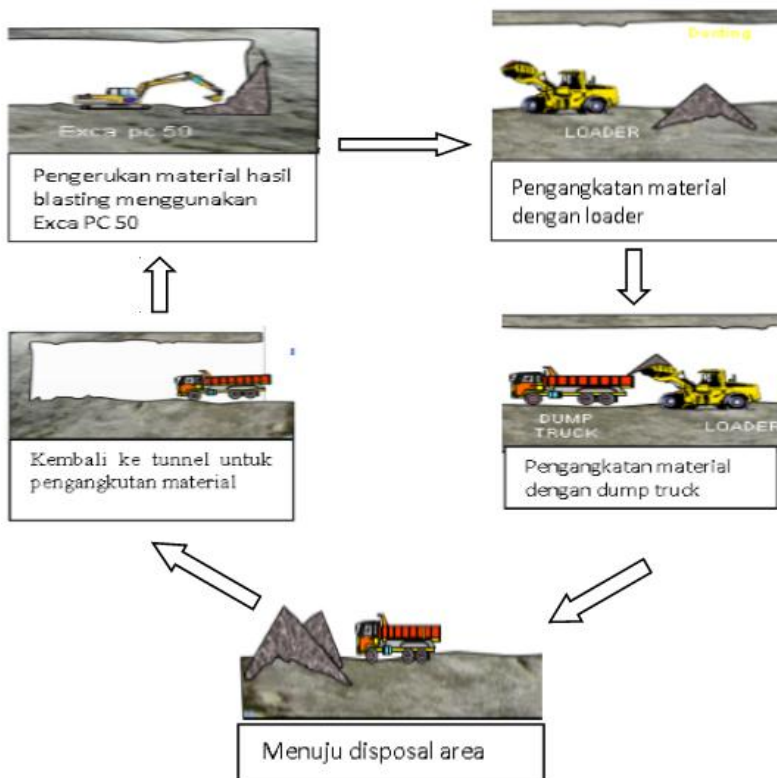 Exca pc 50
Pengerukan material hasil
blasting menggunakan
Exca PC 50
LOADER
Pengangkatan material
dengan loader
DUMP
TRUCK
LOADER
Pengangkatan material
dengan dump truck
Menuju disposal area
Kembali ke tunnel untuk
pengangkutan material